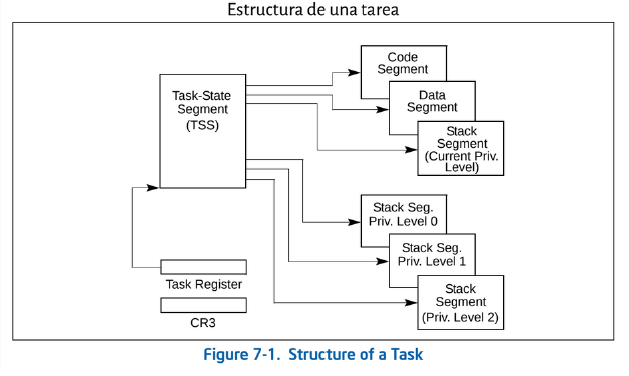 Estructura de una tarea
Code
Segment
Task-State
Segment
(TSS)
Data
Segment
Stack
Segment
(Current Priv.
Level)
Stack Seg.
Priv. Level 0
Stack Seg.
Priv. Level 1
Task Register
Stack
Segment
(Priv. Level 2)
CR3
Figure 7-1. Structure of a Task